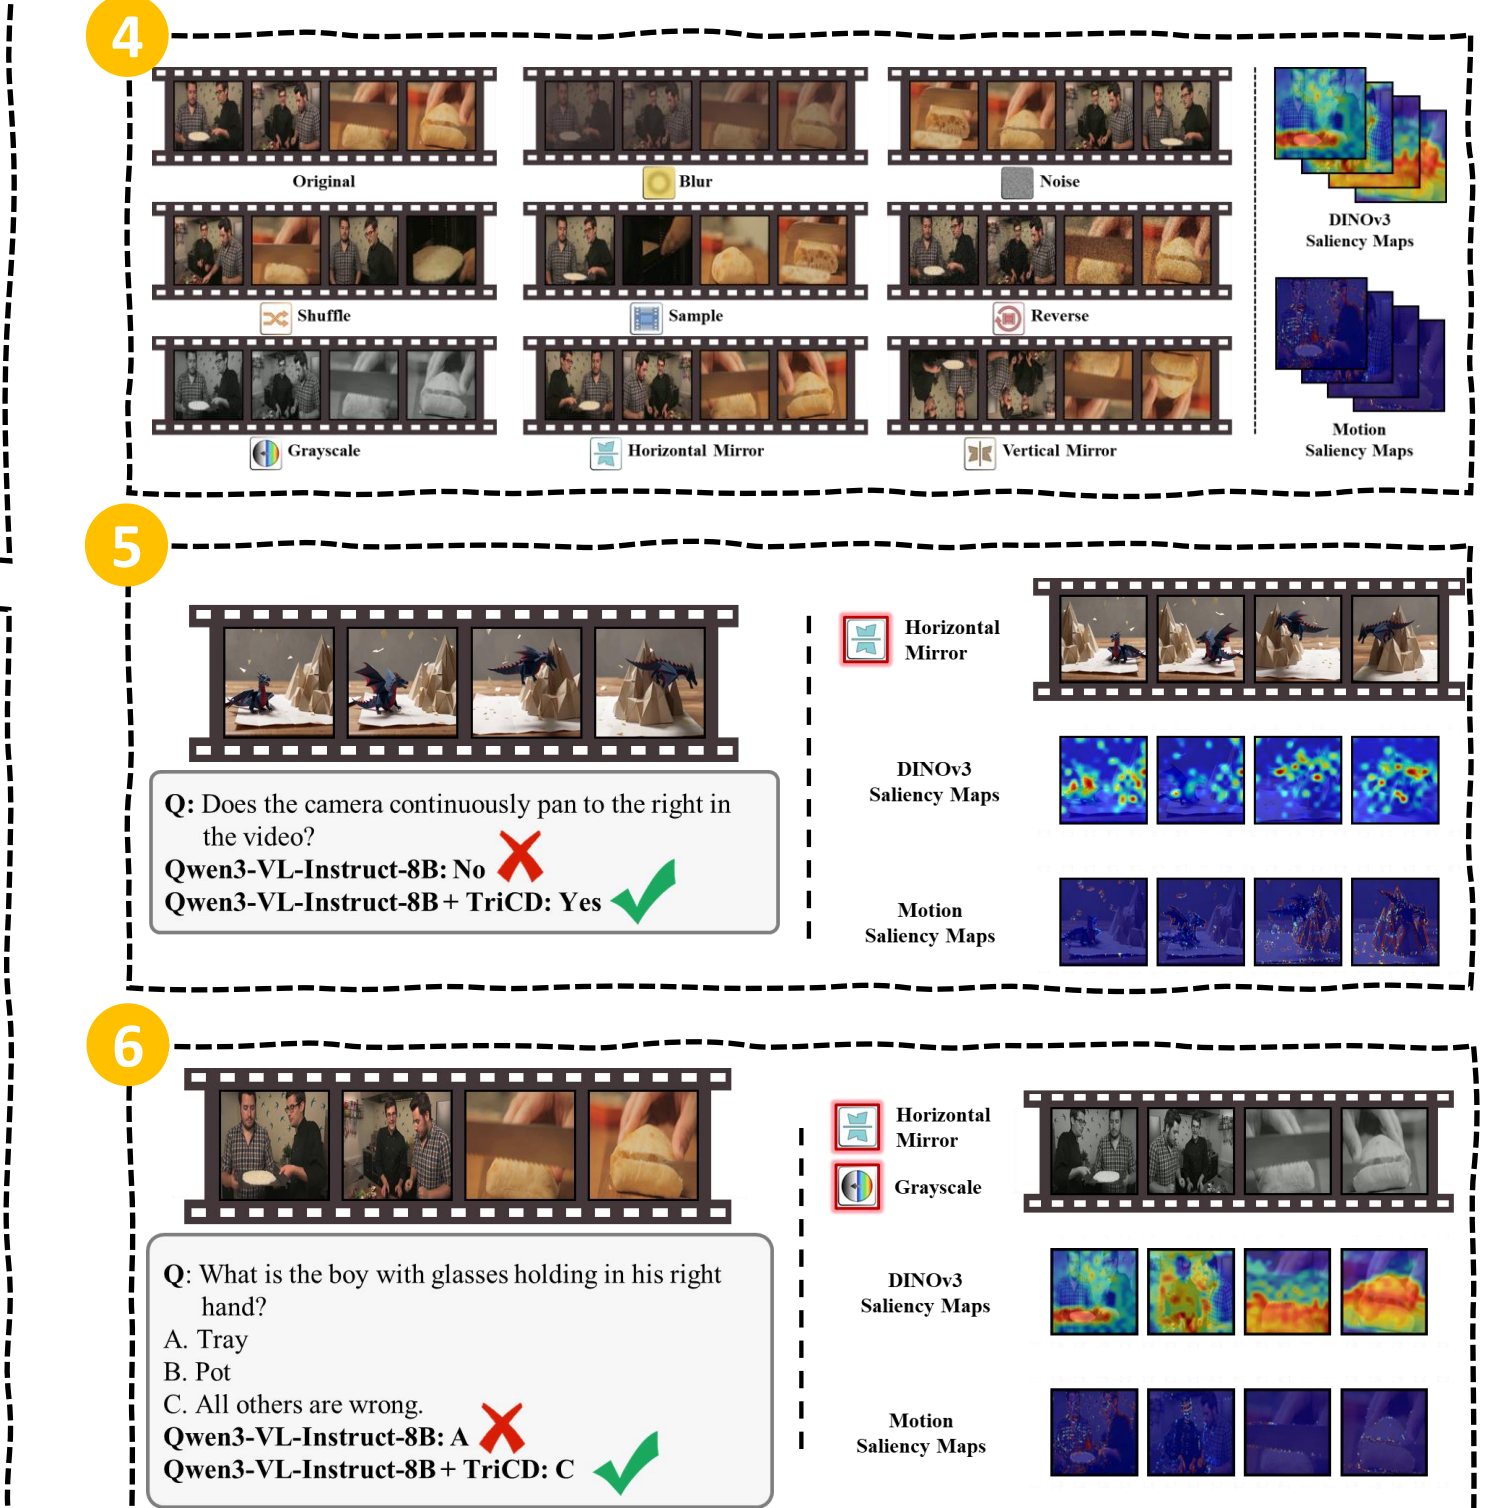 4
Original
Blur
Noise
DINOv3
Saliency Maps
Shuffle
Sample
Reverse
Grayscale
Horizontal Mirror
Vertical Mirror
Motion
Saliency Maps
5
Horizontal
Mirror
DINOv3
Saliency Maps
Motion
Saliency Maps
Q: Does the camera continuously pan to the right in
the video?
Qwen3-VL-Instruct-8B: No
Qwen3-VL-Instruct-8B + TriCD: Yes
6
Horizontal
Mirror
Grayscale
DINOv3
Saliency Maps
Motion
Saliency Maps
Q: What is the boy with glasses holding in his right
hand?
A. Tray
B. Pot
C. All others are wrong.
Qwen3-VL-Instruct-8B: A
Qwen3-VL-Instruct-8B + TriCD: C